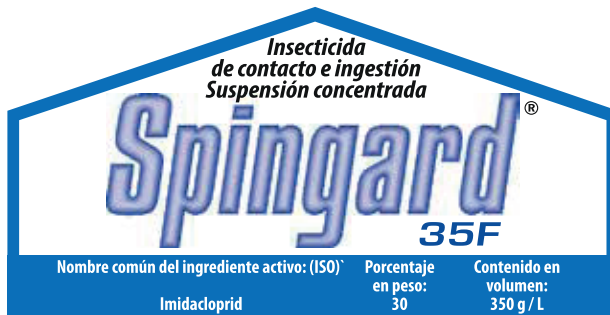 Insecticida
de contacto e ingestión
Suspensión concentrada
Spingard®
35F
Nombre común del ingrediente activo: (ISO)` Porcentaje Contenido en
en peso: volumen:
Imidacloprid 30 350 g / L